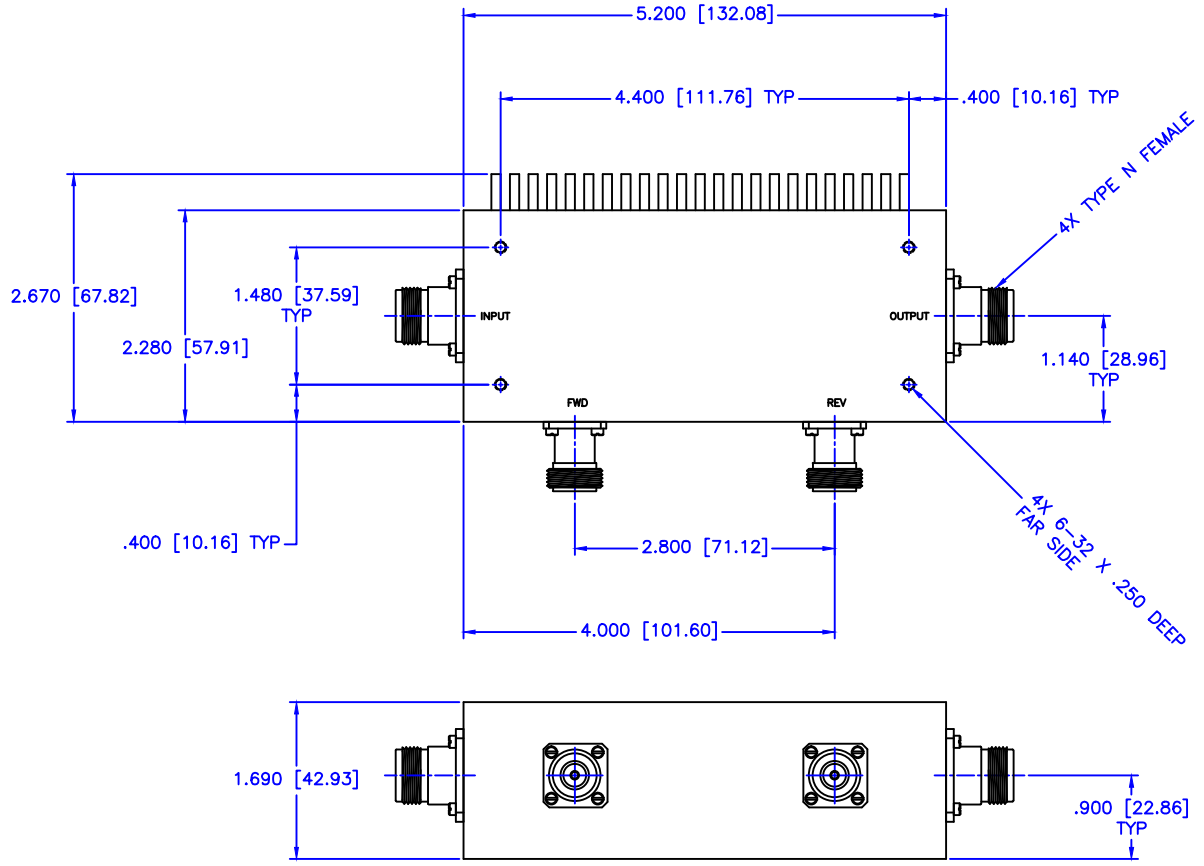 5.200 [132.08]
4.400 [111.76] TYP
.400 [10.16] TYP
4X TYPE N FEMALE
2.670 [67.82]
1.480 [37.59]
TYP
2.280 [57.91]
INPUT
OUTPUT
1.140 [28.96]
TYP
FWD
REV
.400 [10.16] TYP
2.800 [71.12]
4X 6-32 X .250 DEEP
FAR SIDE
4.000 [101.60]
1.690 [42.93]
.900 [22.86]
TYP